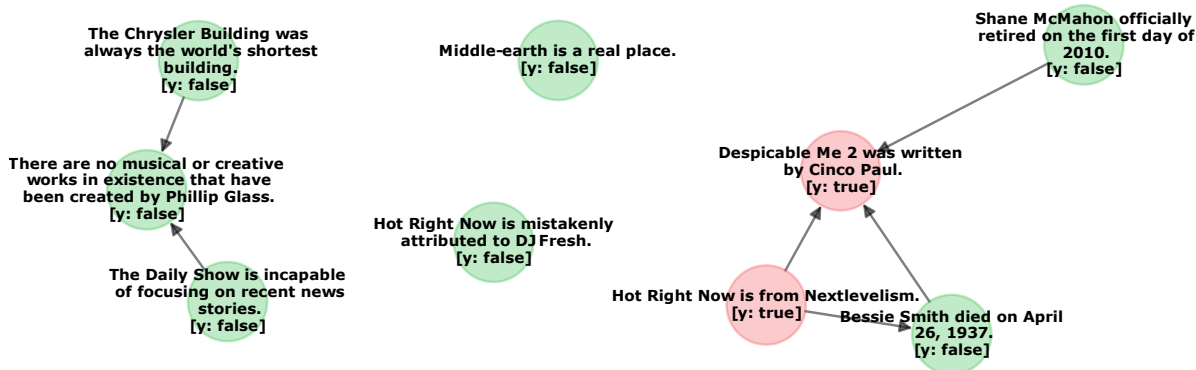 The Chrysler Building was
always the world's shortest
building.
[y: false]
Middle-earth is a real place.
[y: false]
Shane McMahon officially
retired on the first day of
2010.
[y: false]
There are no musical or creative
works in existence that have
been created by Phillip Glass.
[y: false]
Despicable Me 2 was written
by Cinco Paul.
[y: true]
Hot Right Now is mistakenly
attributed to DJ Fresh.
[y: false]
The Daily Show is incapable
of focusing on recent news
stories.
[y: false]
Hot Right Now is from Nextlevelism.
[y: true]
Bessie Smith died on April
26, 1937.
[y: false]